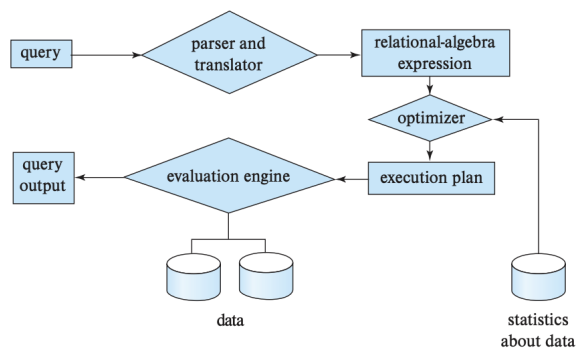 query
parser and
translator
relational-algebra
expression
optimizer
query
output
evaluation engine
execution plan
data
statistics
about data